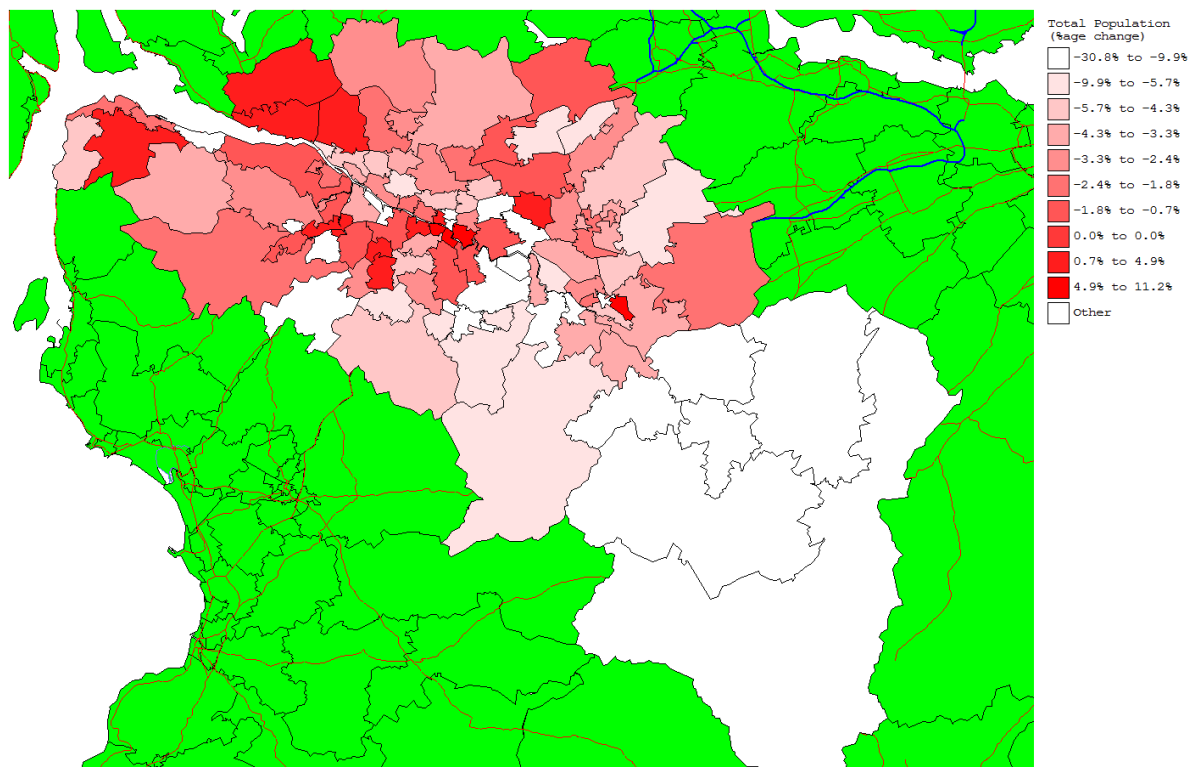 Total Population
(%age change)
-30.8% to -9.9%
-9.9% to -5.7%
-5.7% to -4.3%
-4.3% to -3.3%
-3.3% to -2.4%
-2.4% to -1.8%
-1.8% to -0.7%
0.0% to 0.0%
0.7% to 4.9%
4.9% to 11.2%
Other